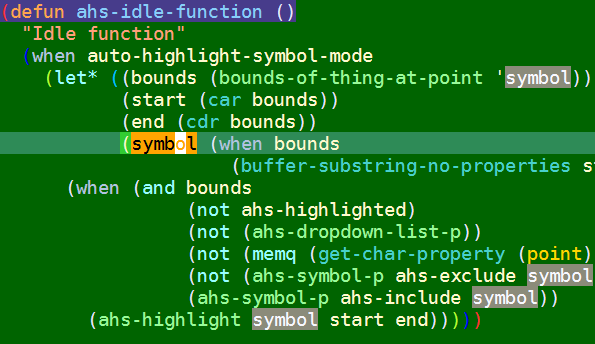 (defun ahs-idle-function ()
"Idle function"
(when auto-highlight-symbol-mode
(let* ((bounds (bounds-of-thing-at-point 'symbol))
(start (car bounds))
(end (cdr bounds))
(symbol (when bounds
(buffer-substring-no-properties
(when (and bounds
(not ahs-highlighted)
(not (ahs-dropdown-list-p))
(not (memq (get-char-property (point)
(not (ahs-symbol-p ahs-exclude symbol
(ahs-symbol-p ahs-include symbol))
(ahs-highlight symbol start end)))))